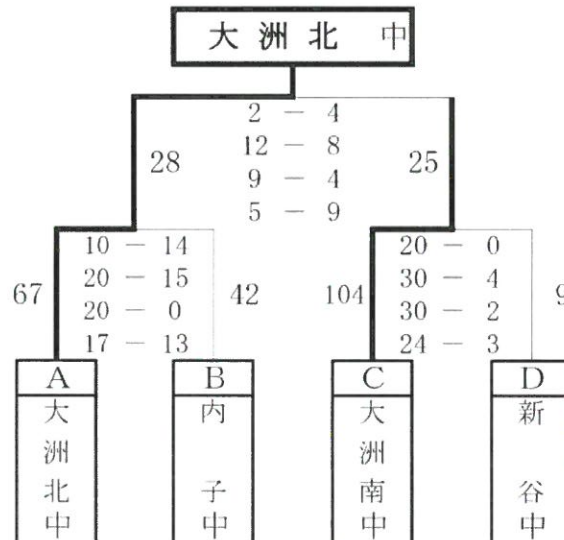 大洲北 中
2 － 4
12 － 8
9 － 4
5 － 9
28
25
10 － 14
20 － 15
20 － 0
17 － 13
67
42
20 － 0
30 － 4
30 － 2
24 － 3
104
9
A
B
C
D
大洲北中
内子中
大洲南中
新谷中